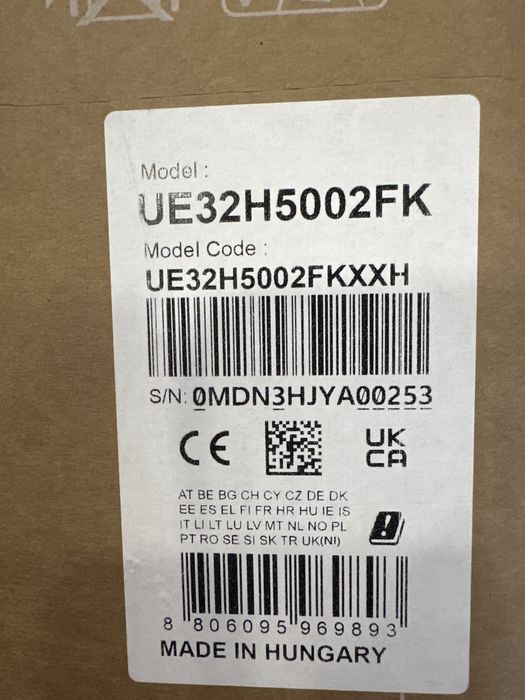 Model :
UE32H5002FK
Model Code :
UE32H5002FKXXH
S/N: 0MDN3HJYA00253
CE
UK
CA
AT BE BG CH CY CZ DE DK
EE ES EL FI FR HR HU IE IS
IT LI LT LU LV MT NL NO PL
PT RO SE SI SK TR UK(NI)
8 806095 969893
MADE IN HUNGARY